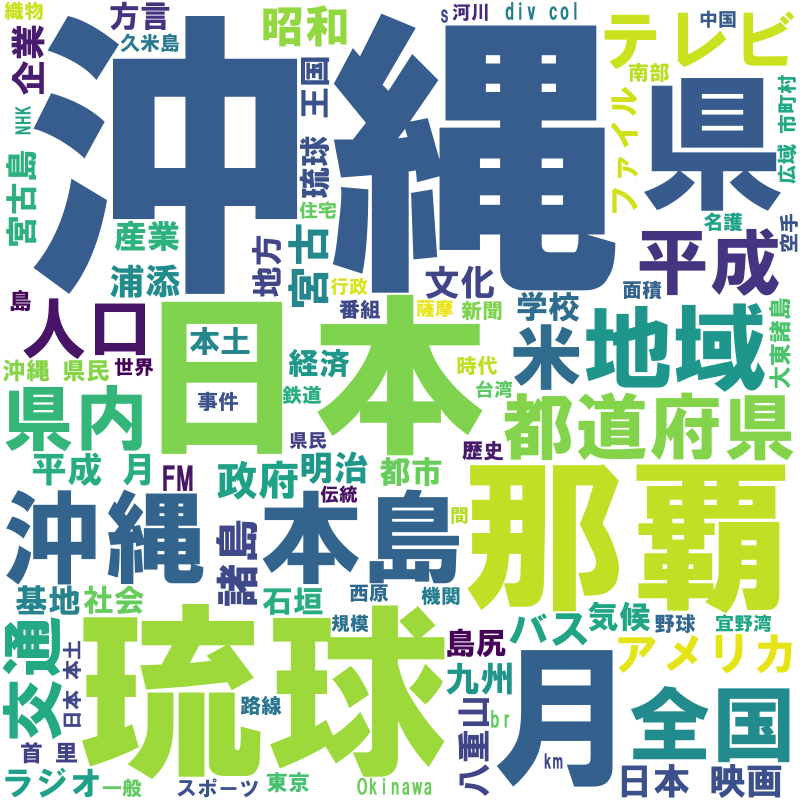 織物
方言
昭和
s
河川
div col
中国
久米島
企業
テレビ
沖縄
県
王国
南部
NHK
ファイル
市町村
広域
琉球
宮古島
住宅
名護
空手
産業
宮古
地方
平成
浦添
文化
行政
面積
島
人口
番組
薩摩
新聞
学校
大東諸島
日本
本土
米
地域
沖縄 県民
世界
経済
時代
台湾
鉄道
事件
県内
都道府県
県民
歴史
平成 月
FM
政府
明治
都市
伝統
那覇
沖縄
本島
諸島
間
基地
社会
石垣
西原
機関
琉球
規模
交通
島尻
バス
気候
野球
宜野湾
日本 本土
アメリカ
九州
月
全国
路線
八重山
br
首里
km
ラジオ
一般
スポーツ
東京
Okinawa
日本 映画